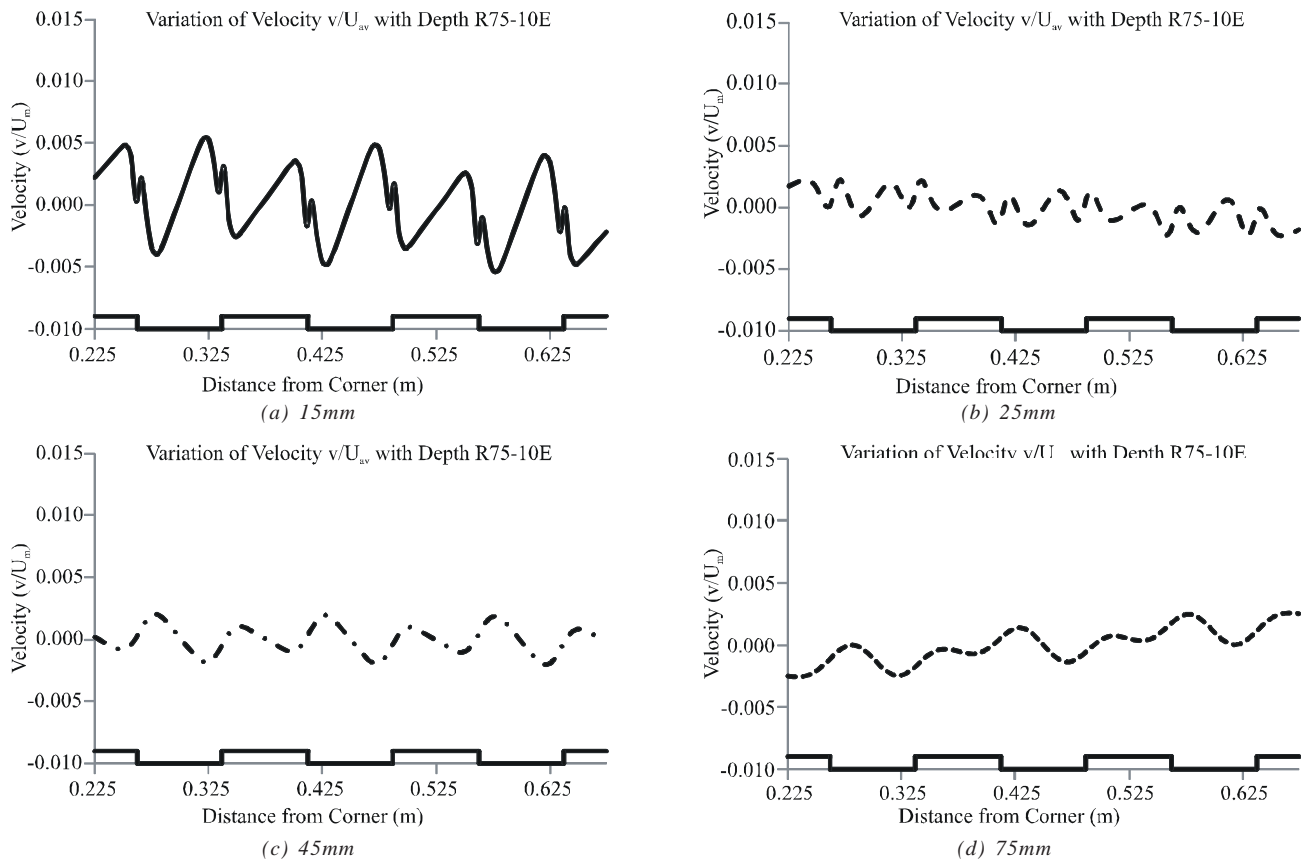 Variation of Velocity v/Uav with Depth R75-10E
0.015
0.010
0.005
0.000
-0.005
-0.010
Velocity (v/Um)
0.225 0.325 0.425 0.525 0.625
Distance from Corner (m)
(a) 15mm
Variation of Velocity v/Uav with Depth R75-10E
0.015
0.010
0.005
0.000
-0.005
-0.010
Velocity (v/Um)
0.225 0.325 0.425 0.525 0.625
Distance from Corner (m)
(b) 25mm
Variation of Velocity v/Uav with Depth R75-10E
0.015
0.010
0.005
0.000
-0.005
-0.010
Velocity (v/Um)
0.225 0.325 0.425 0.525 0.625
Distance from Corner (m)
(c) 45mm
Variation of Velocity v/U with Depth R75-10E
0.015
0.010
0.005
0.000
-0.005
-0.010
Velocity (v/Um)
0.225 0.325 0.425 0.525 0.625
Distance from Corner (m)
(d) 75mm